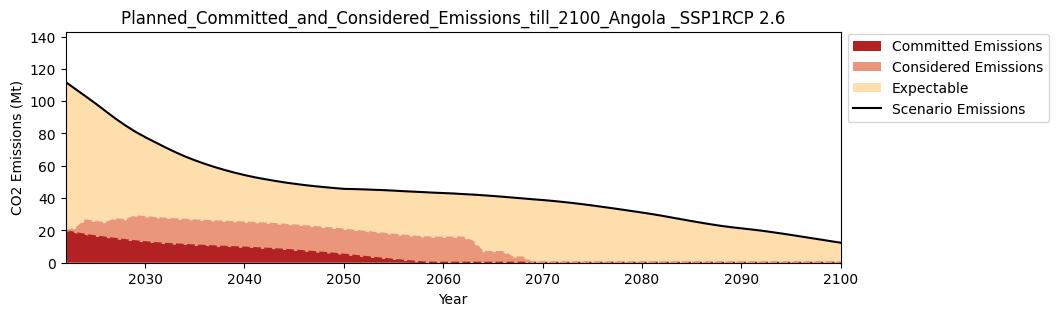 Planned_Committed_and_Considered_Emissions_till_2100_Angola _SSP1RCP 2.6
CO2 Emissions (Mt)
140
120
100
80
60
40
20
0
2030 2040 2050 2060 2070 2080 2090 2100
Year
Committed Emissions
Considered Emissions
Expectable
Scenario Emissions